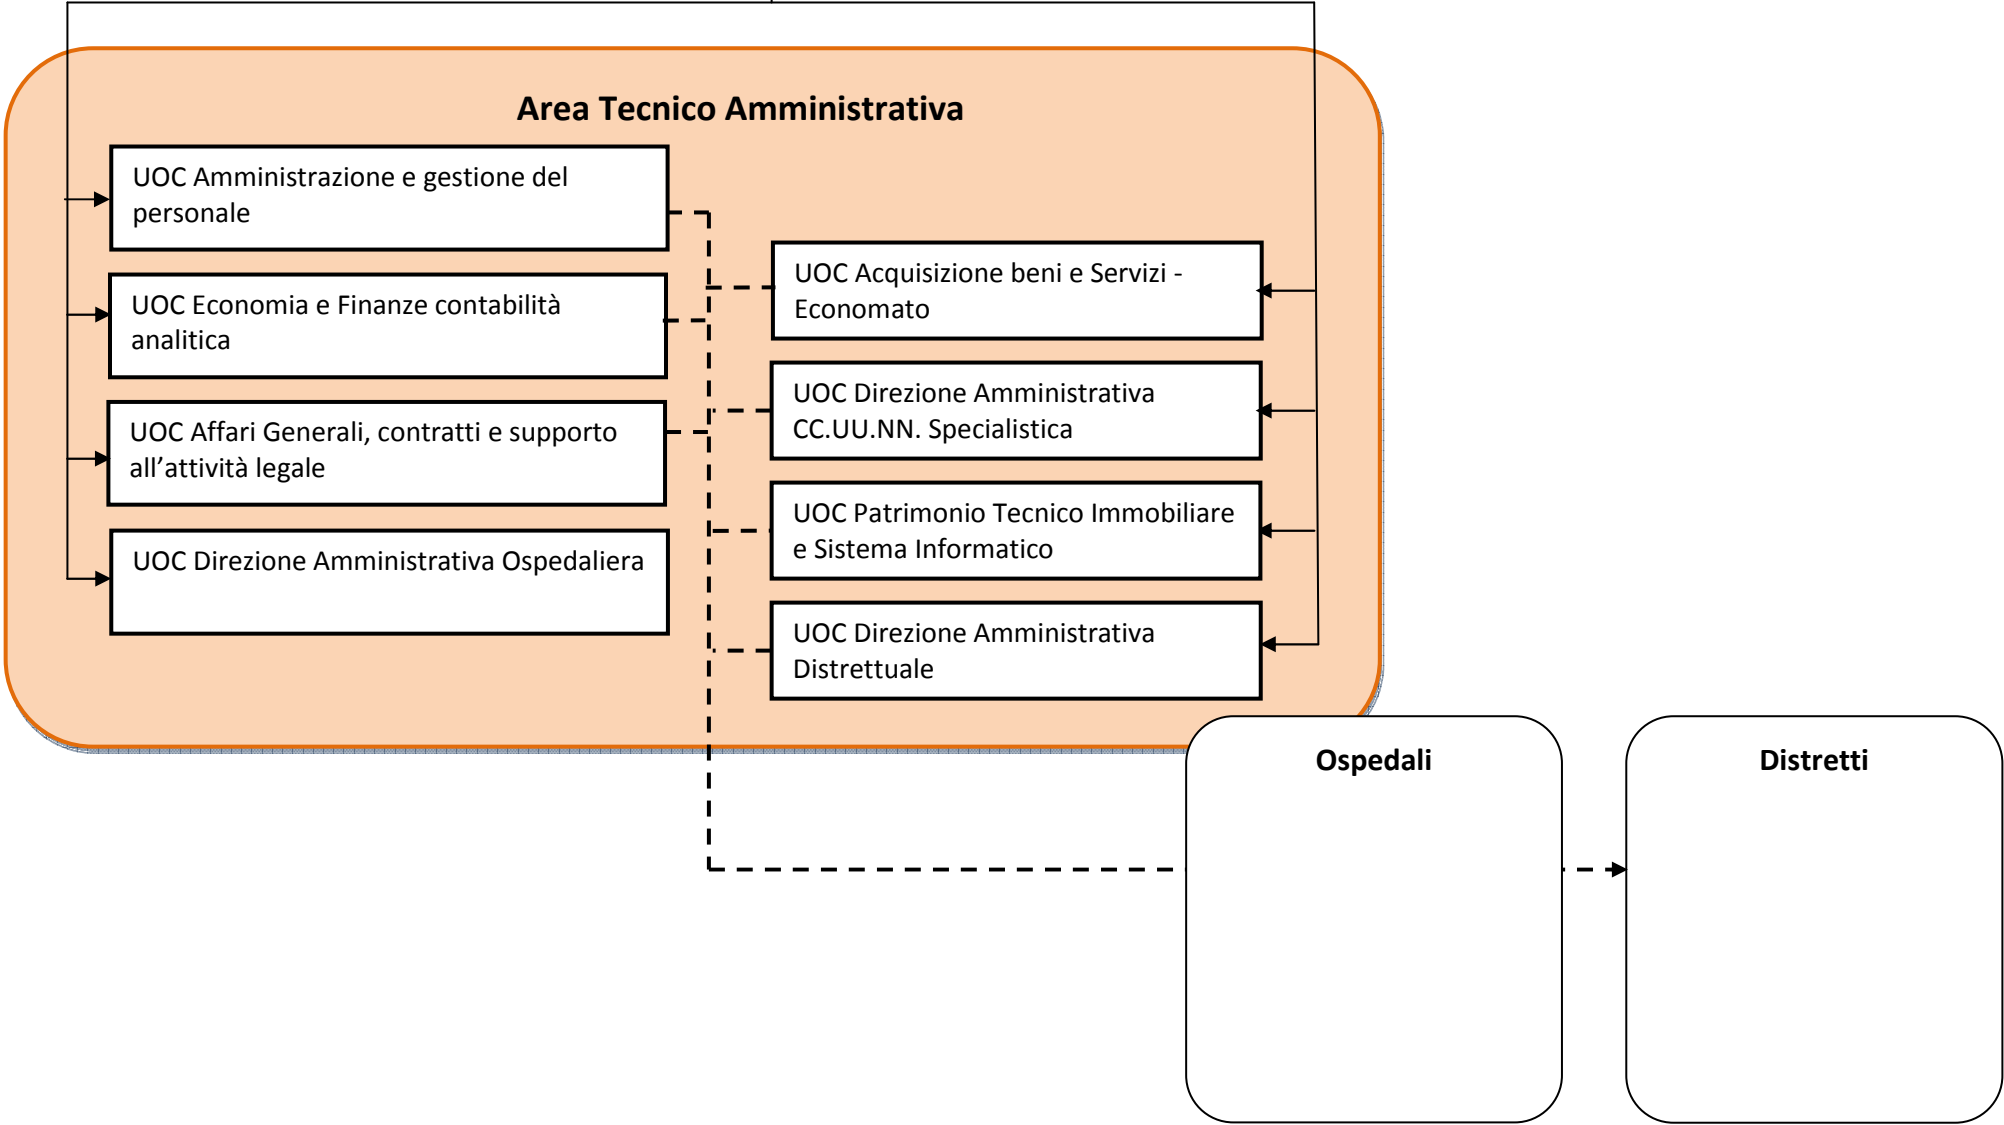 Area Tecnico Amministrativa
UOC Amministrazione e gestione del
personale
UOC Economia e Finanze contabilità
analitica
UOC Affari Generali, contratti e supporto
all’attività legale
UOC Direzione Amministrativa Ospedaliera
UOC Acquisizione beni e Servizi -
Economato
UOC Direzione Amministrativa
CC.UU.NN. Specialistica
UOC Patrimonio Tecnico Immobiliare
e Sistema Informatico
UOC Direzione Amministrativa
Distrettuale
Ospedali
Distretti